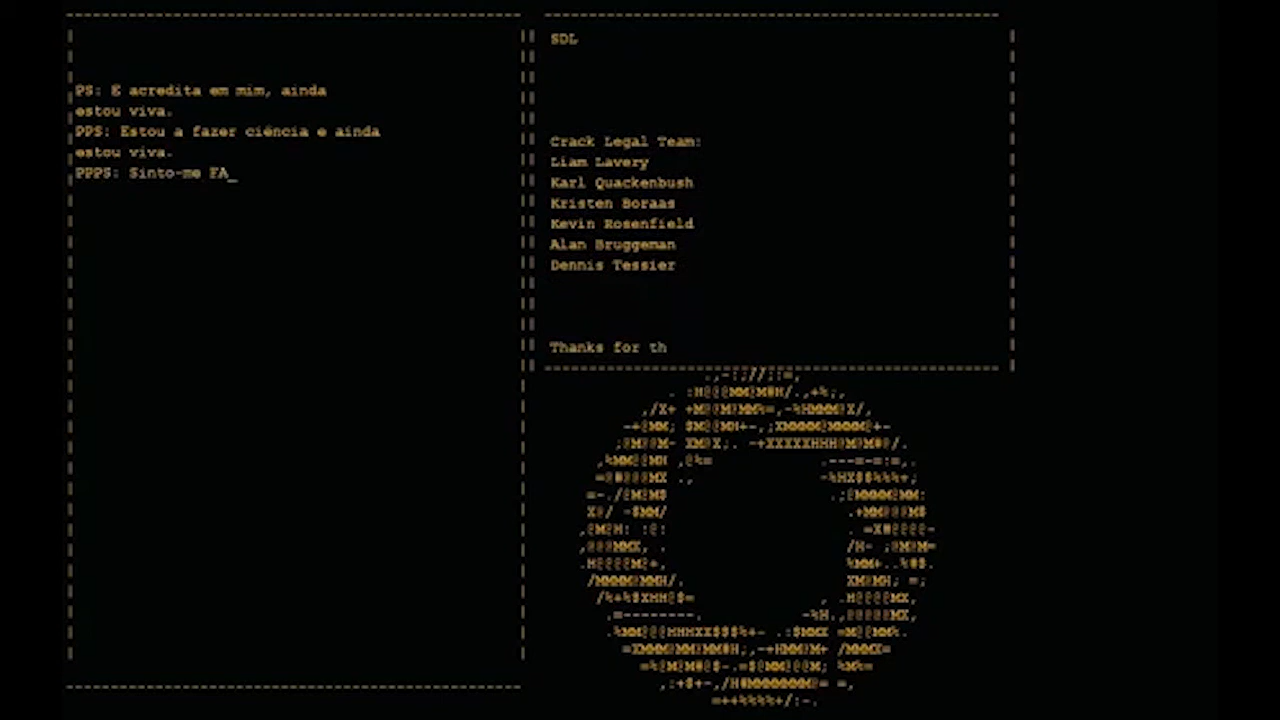 PS: E acredita em mim, ainda
estou viva.
PPS: Estou a fazer ciência e ainda
estou viva.
PPPS: Sinto-me FA_
SDL
Crack Legal Team:
Liam Lavery
Karl Quackenbush
Kristen Boraas
Kevin Rosenfield
Alan Bruggeman
Dennis Tessier
Thanks for th